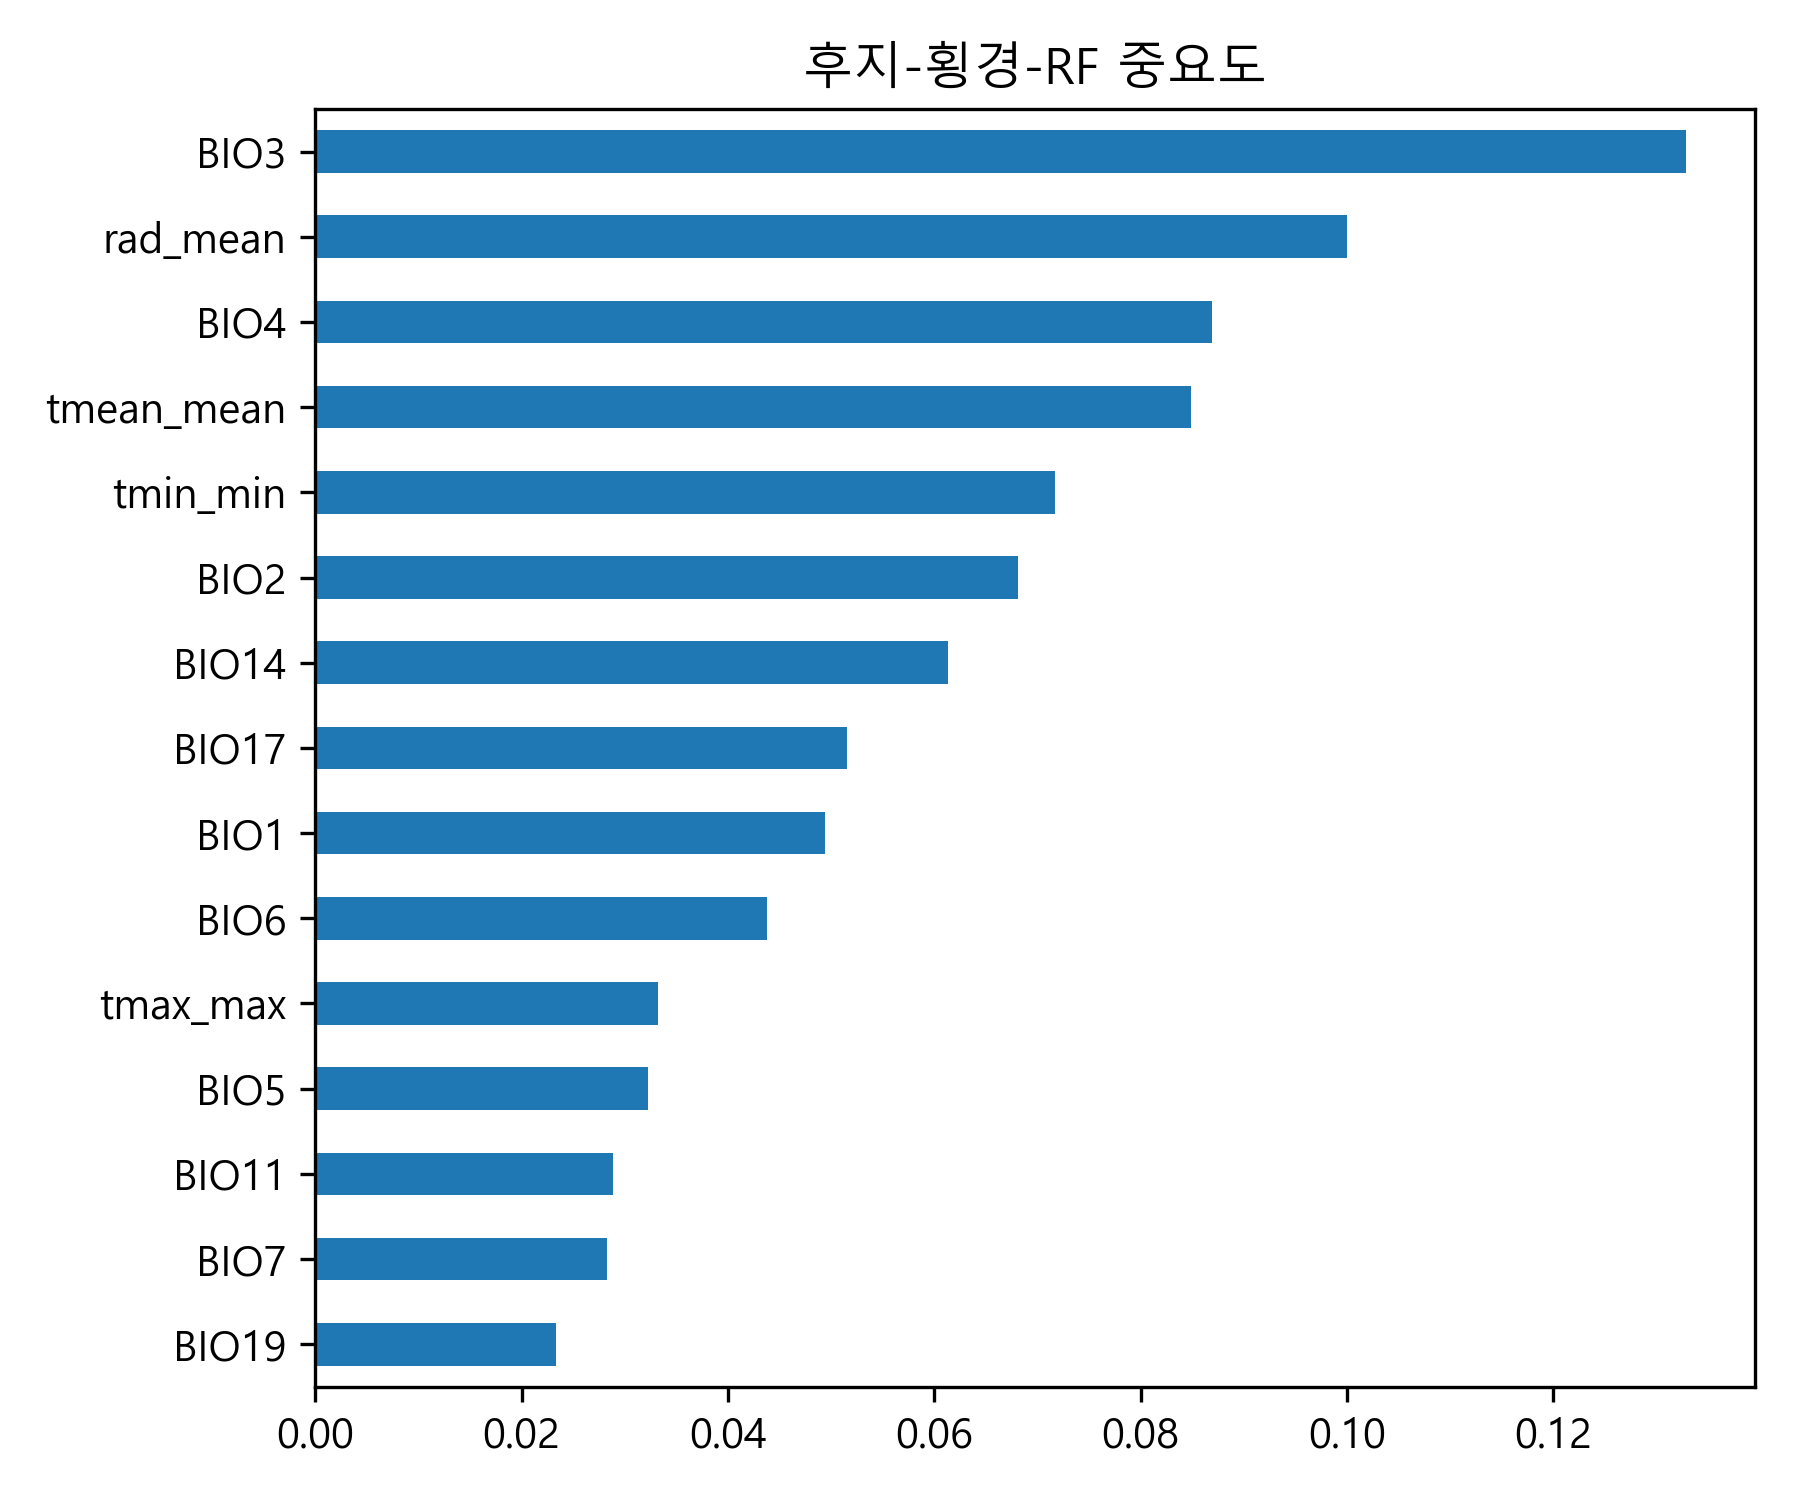 후지-횡경-RF 중요도
BIO3
rad_mean
BIO4
tmean_mean
tmin_min
BIO2
BIO14
BIO17
BIO1
BIO6
tmax_max
BIO5
BIO11
BIO7
BIO19
0.00 0.02 0.04 0.06 0.08 0.10 0.12